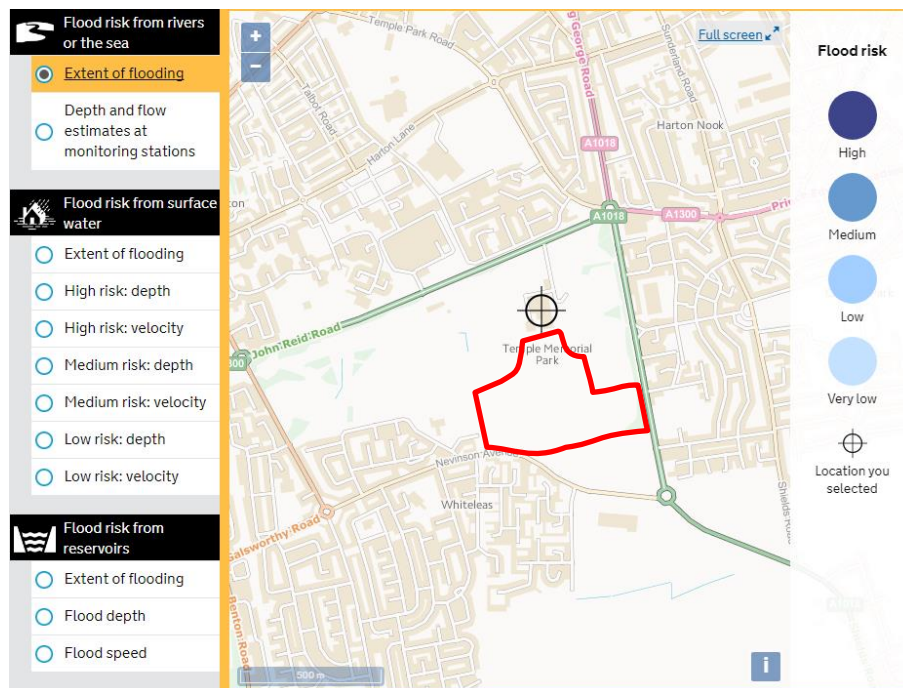 Flood risk from rivers
or the sea
Extent of flooding
Depth and flow
estimates at
monitoring stations
Flood risk from surface
water
Extent of flooding
High risk: depth
High risk: velocity
Medium risk: depth
Medium risk: velocity
Low risk: depth
Low risk: velocity
Flood risk from
reservoirs
Extent of flooding
Flood depth
Flood speed
+
−
Full screen
Temple Park Road
George Road
Sunderland Road
Talbot Road
Harton Lane
Harton Nook
A1018
A1018
A1300
John Reid Road
Temple Memorial
Park
Nevinson Avenue
Whiteleas
Galsworthy Road
Benton Road
Shields Road
500 m
i
Flood risk
High
Medium
Low
Very low
Location you
selected